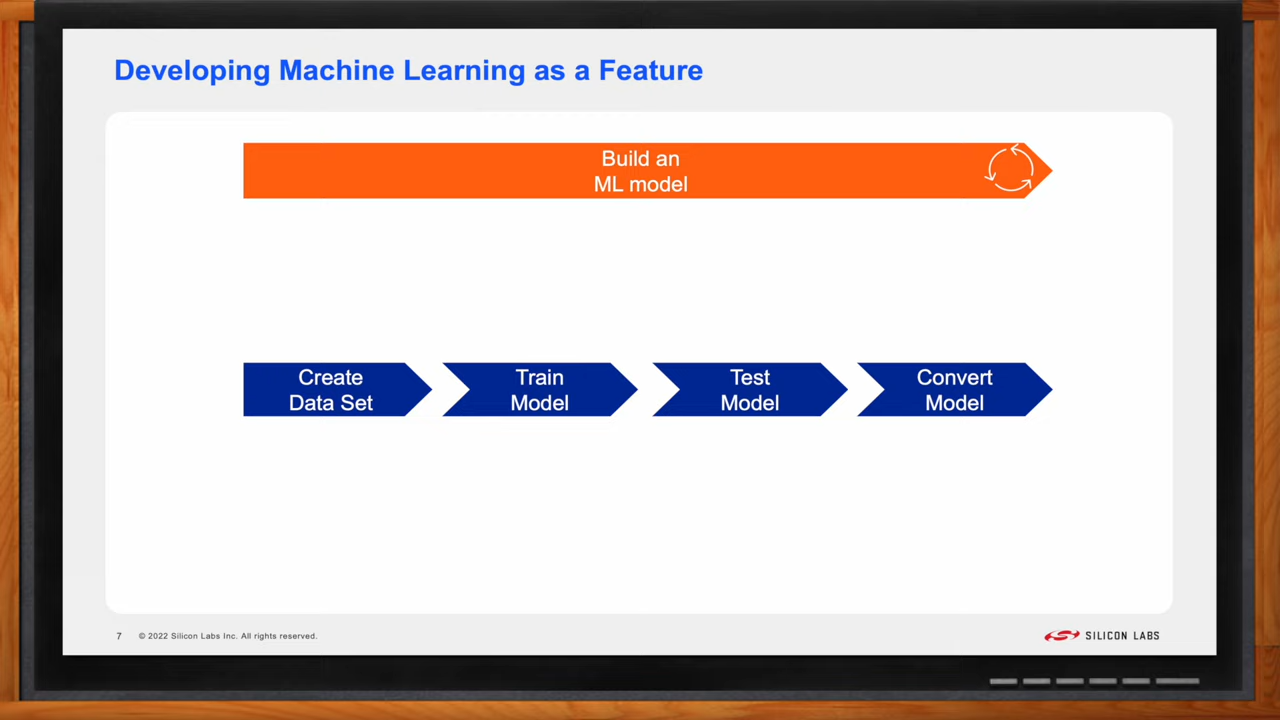 Developing Machine Learning as a Feature
Build an
ML model
Create
Data Set
Train
Model
Test
Model
Convert
Model
7 © 2022 Silicon Labs Inc. All rights reserved.
SILICON LABS